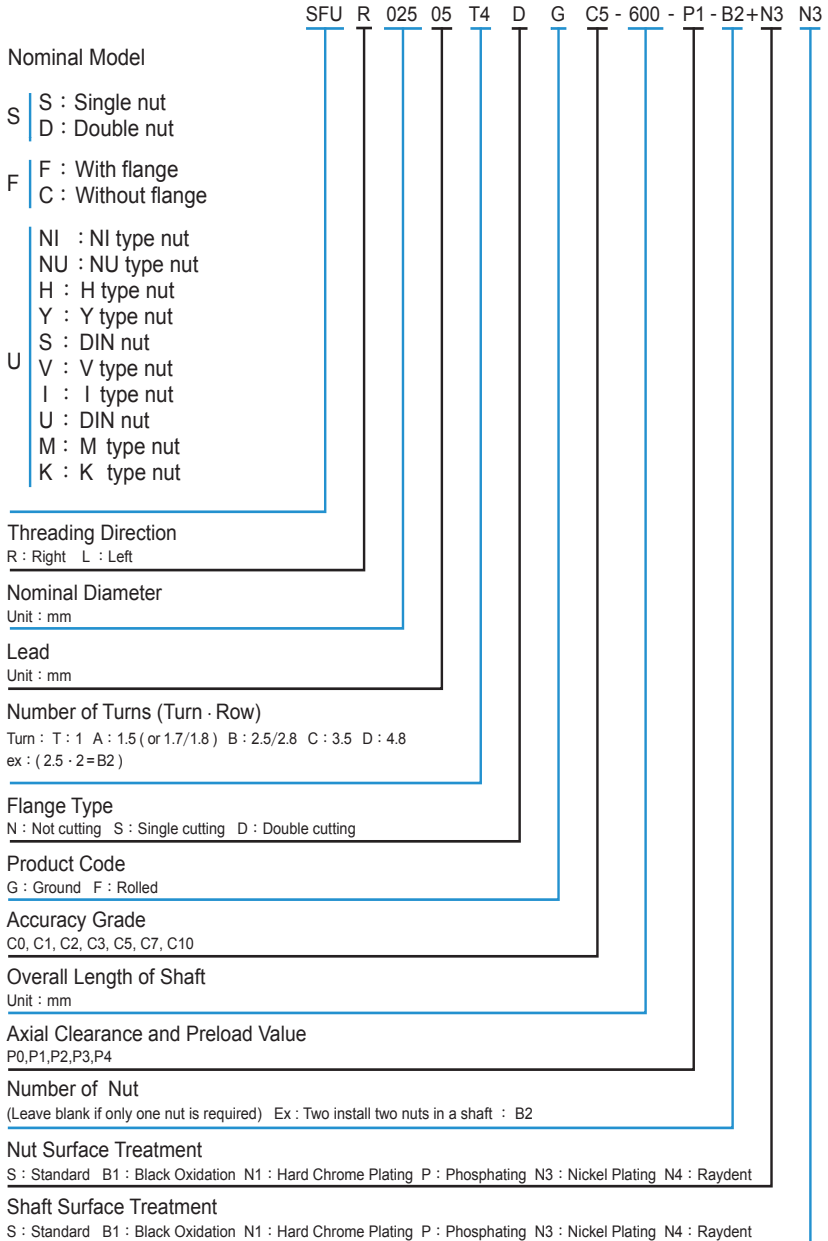 SFU R 025 05 T4 D G C5 - 600 - P1 - B2+N3 N3
Nominal Model
S
S：Single nut
D：Double nut
F
F：With flange
C：Without flange
U
NI ：NI type nut
NU：NU type nut
H：H type nut
Y：Y type nut
S：DIN nut
V：V type nut
I：I type nut
U：DIN nut
M：M type nut
K：K type nut
Threading Direction
R：Right L：Left
Nominal Diameter
Unit：mm
Lead
Unit：mm
Number of Turns (Turn · Row)
Turn：T：1 A：1.5 ( or 1.7/1.8 ) B：2.5/2.8 C：3.5 D：4.8
ex：( 2.5 · 2 = B2 )
Flange Type
N：Not cutting S：Single cutting D：Double cutting
Product Code
G：Ground F：Rolled
Accuracy Grade
C0, C1, C2, C3, C5, C7, C10
Overall Length of Shaft
Unit：mm
Axial Clearance and Preload Value
P0,P1,P2,P3,P4
Number of Nut
(Leave blank if only one nut is required) Ex : Two install two nuts in a shaft：B2
Nut Surface Treatment
S：Standard B1：Black Oxidation N1：Hard Chrome Plating P：Phosphating N3：Nickel Plating N4：Raydent
Shaft Surface Treatment
S：Standard B1：Black Oxidation N1：Hard Chrome Plating P：Phosphating N3：Nickel Plating N4：Raydent